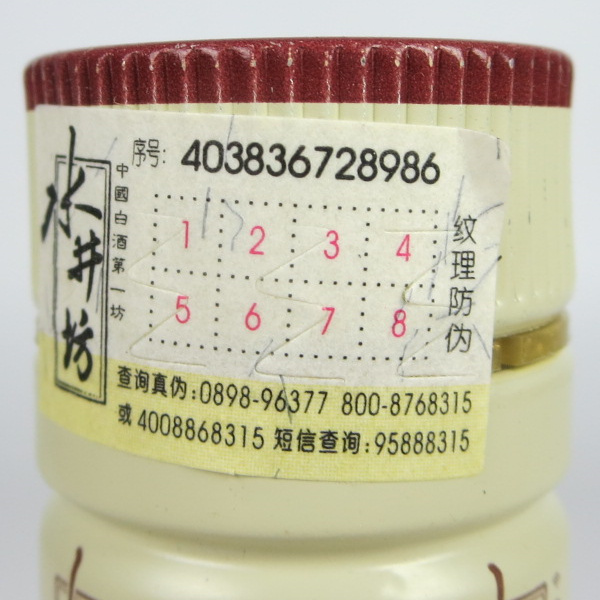 水井坊
中國白酒第一坊
序号: 403836728986
1 2 3 4
5 6 7 8
纹理防伪
查询真伪:0898-96377 800-8768315
或 4008868315 短信查询:95888315